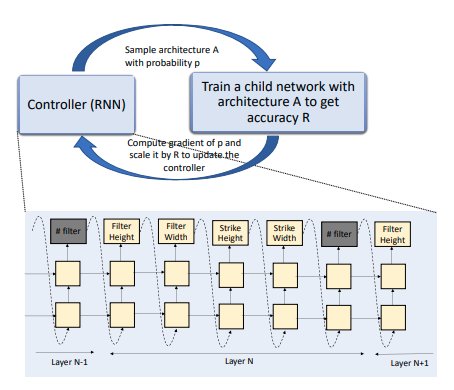 Sample architecture A
with probability p
Controller (RNN)
Train a child network with
architecture A to get
accuracy R
Compute gradient of p and
scale it by R to update the
controller
# filter
Filter
Height
Filter
Width
Strike
Height
Strike
Width
# filter
Filter
Height
Layer N-1
Layer N
Layer N+1